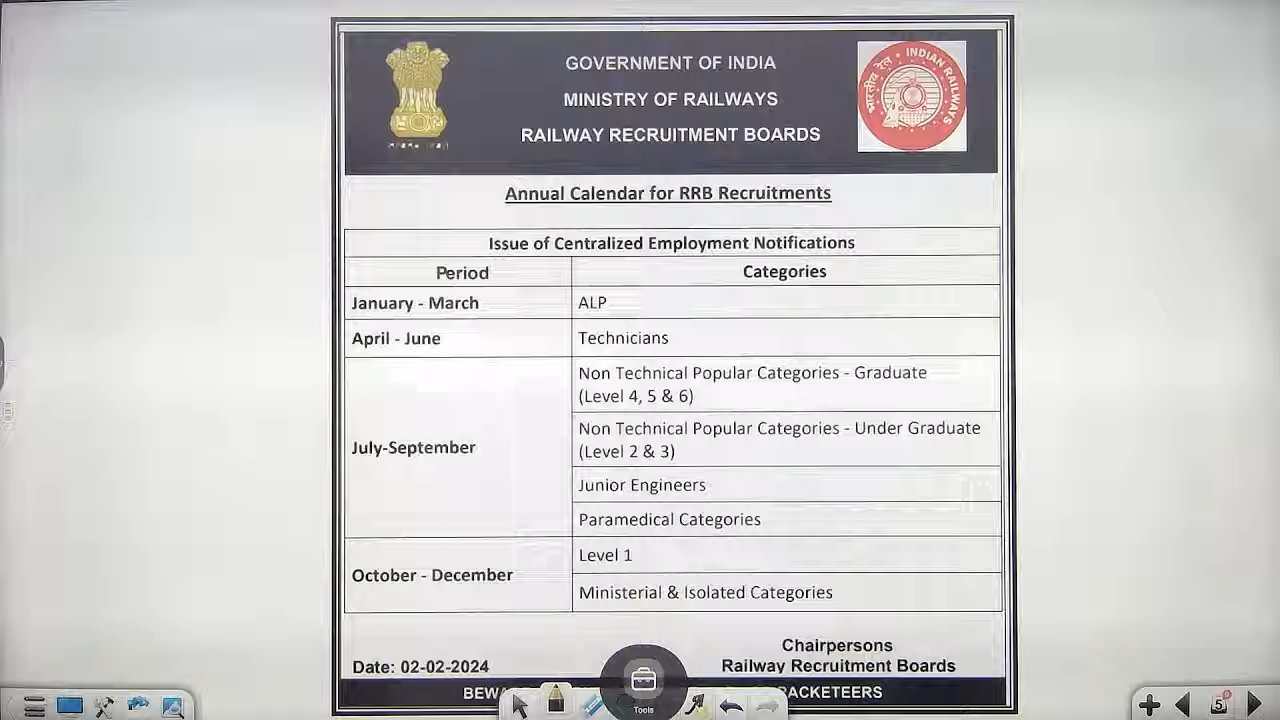 GOVERNMENT OF INDIA
MINISTRY OF RAILWAYS
RAILWAY RECRUITMENT BOARDS
भारतीय रेल INDIAN RAILWAYS
Annual Calendar for RRB Recruitments
Issue of Centralized Employment Notifications
Period Categories
January - March ALP
April - June Technicians
July-September
Non Technical Popular Categories - Graduate
(Level 4, 5 & 6)
Non Technical Popular Categories - Under Graduate
(Level 2 & 3)
Junior Engineers
Paramedical Categories
October - December
Level 1
Ministerial & Isolated Categories
Chairpersons
Date: 02-02-2024 Railway Recruitment Boards
Tools
5